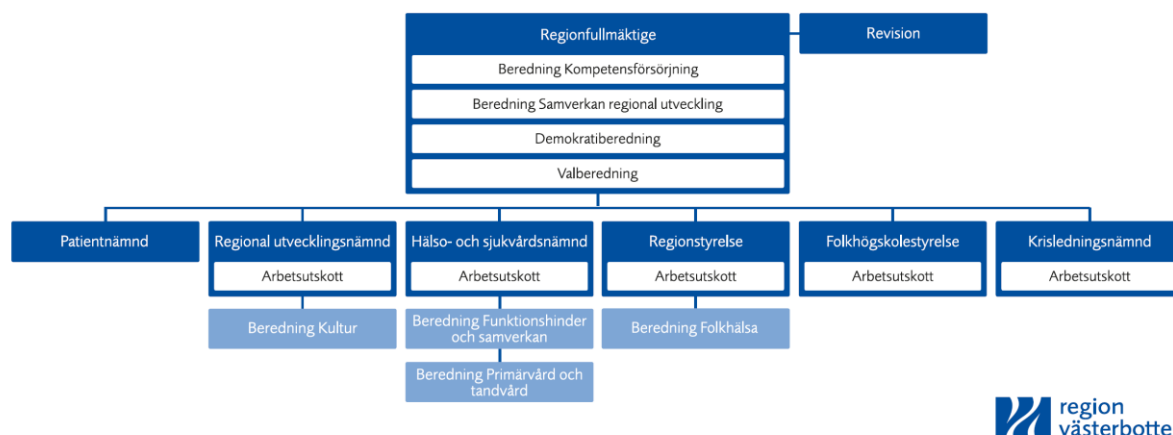 Regionfullmäktige
Revision
Beredning Kompetensförsörjning
Beredning Samverkan regional utveckling
Demokratiberedning
Valberedning
Patientnämnd
Regional utvecklingsnämnd
Arbetsutskott
Beredning Kultur
Hälso- och sjukvårdsnämnd
Arbetsutskott
Beredning Funktionshinder
och samverkan
Beredning Primärvård och
tandvård
Regionstyrelse
Arbetsutskott
Beredning Folkhälsa
Folkhögskolestyrelse
Arbetsutskott
Krisledningsnämnd
Arbetsutskott
region
västerbotte